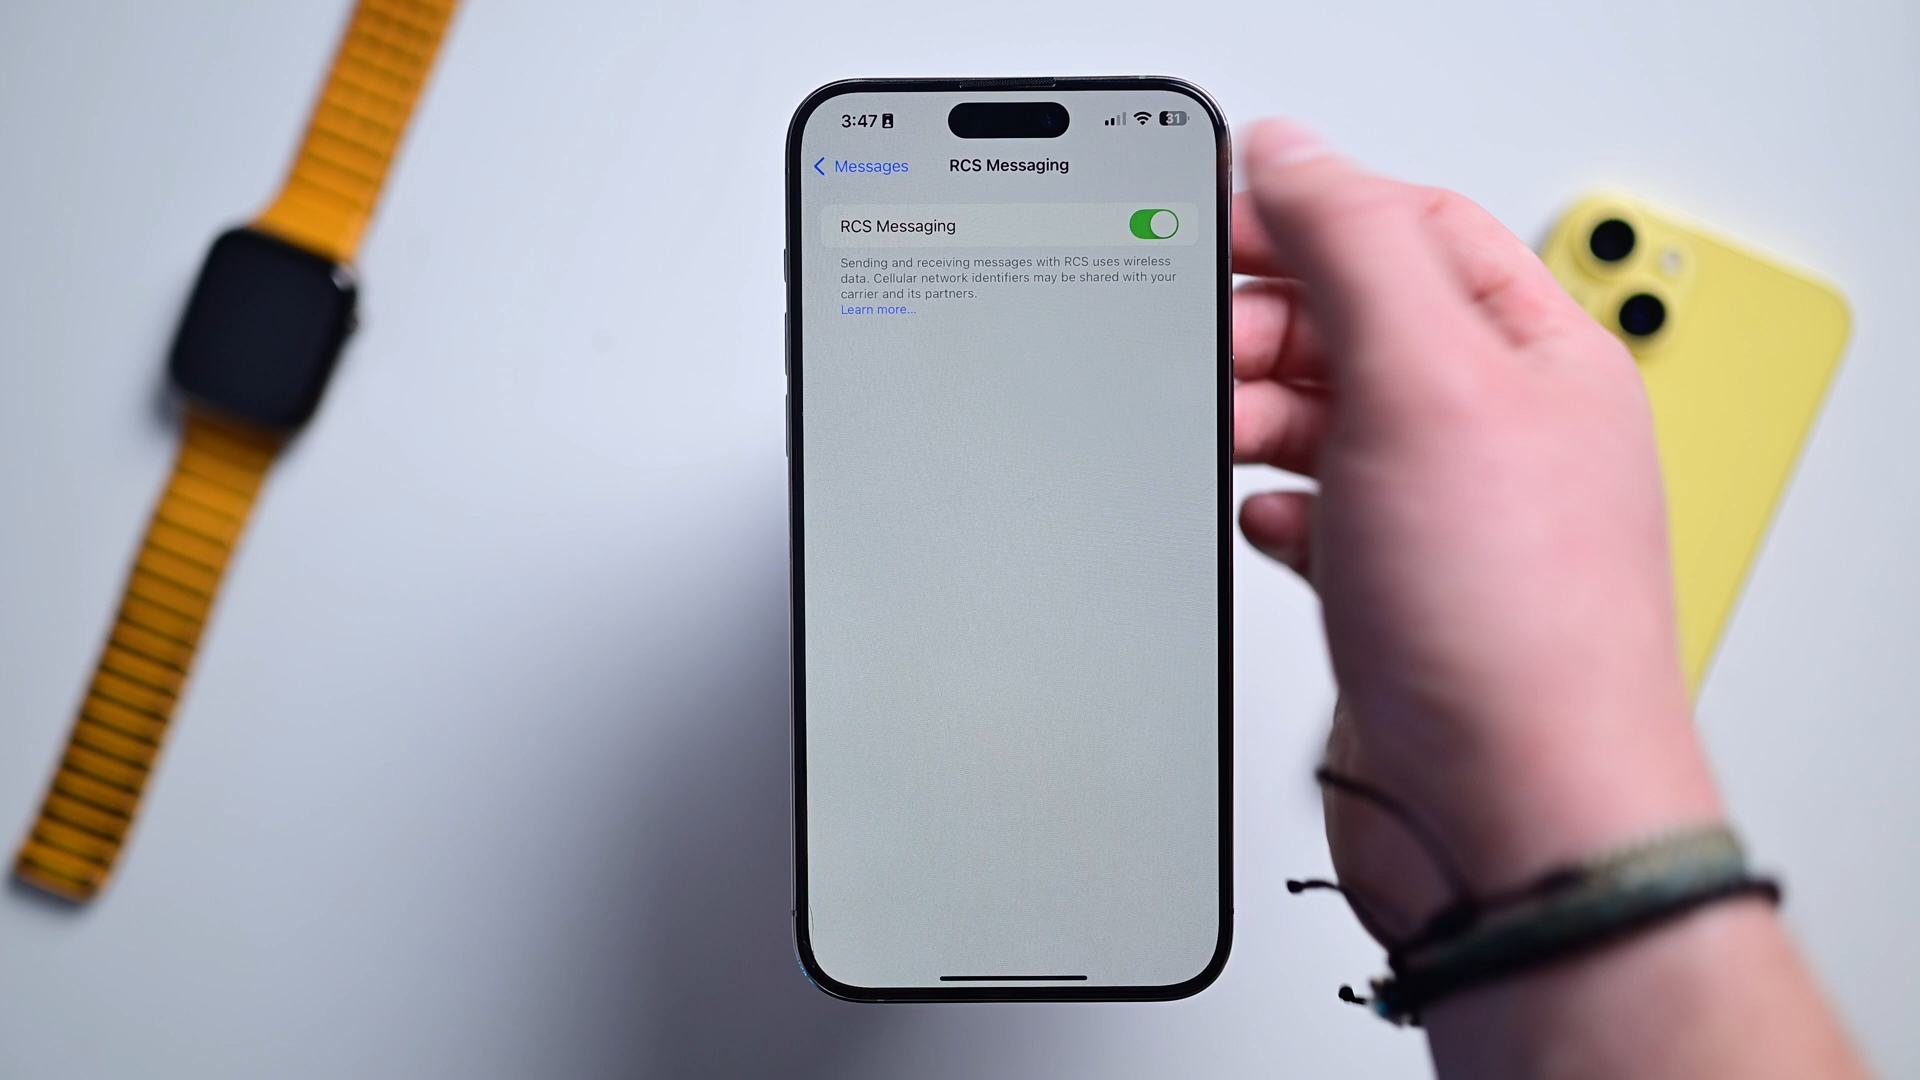 3:47
31
Messages
RCS Messaging
RCS Messaging
Sending and receiving messages with RCS uses wireless
data. Cellular network identifiers may be shared with your
carrier and its partners.
Learn more...